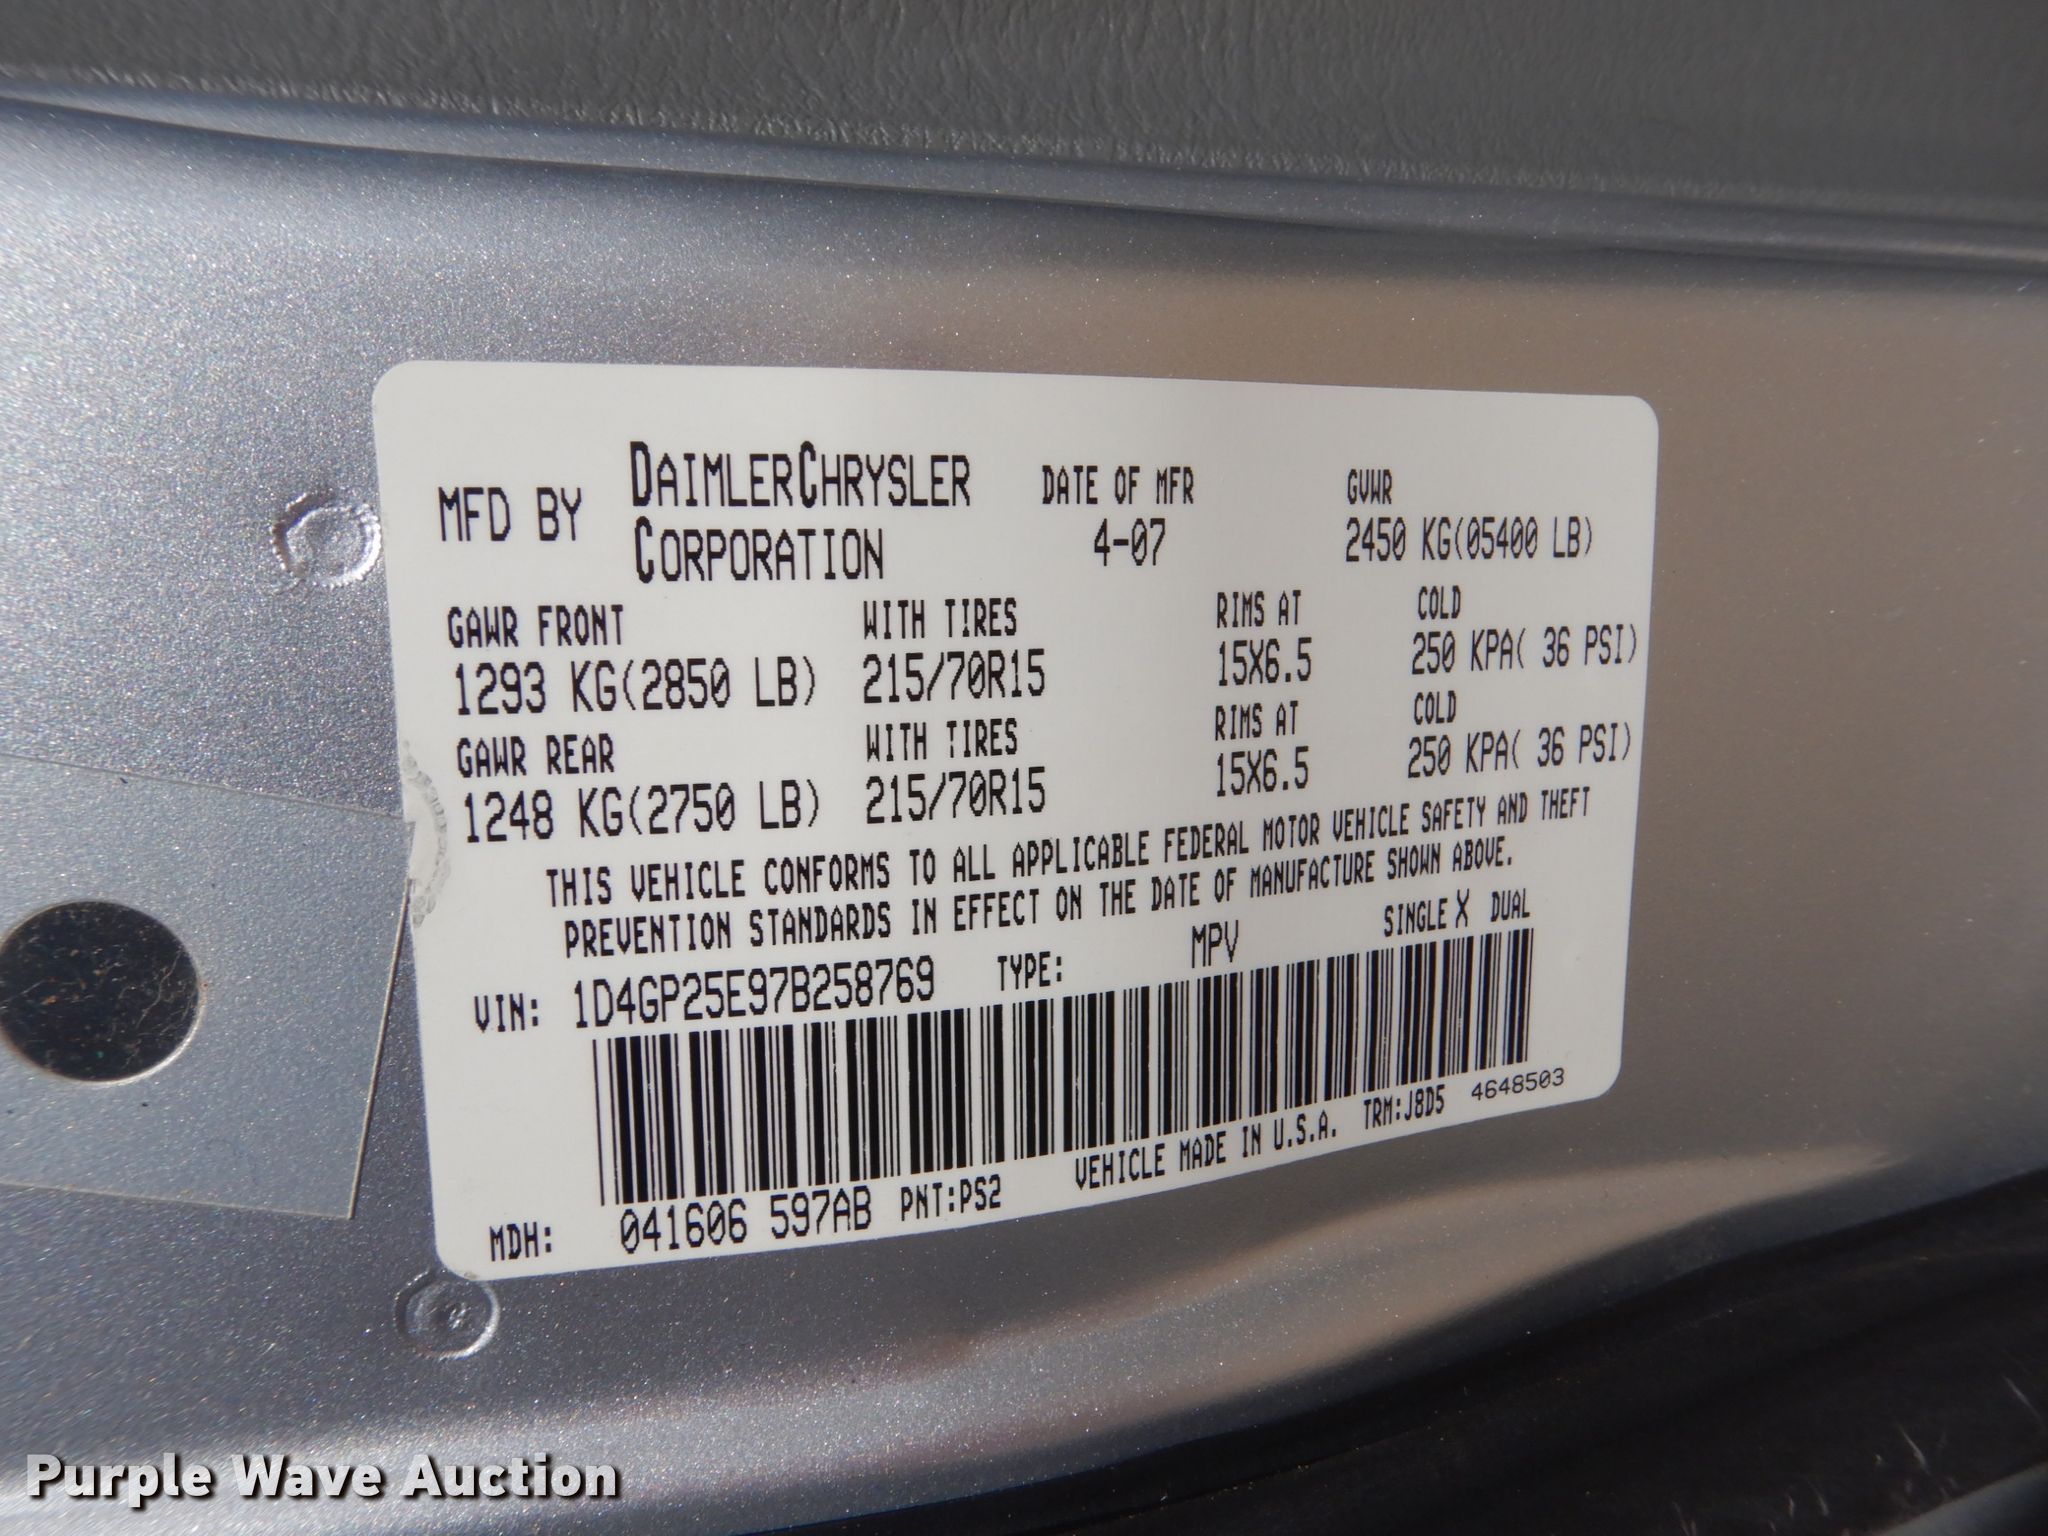 MFD BY DAIMLERCHRYSLER CORPORATION DATE OF MFR 4-07 GVWR 2450 KG(05400 LB)
GAWR FRONT WITH TIRES RIMS AT COLD
1293 KG(2850 LB) 215/70R15 15X6.5 250 KPA( 36 PSI)
GAWR REAR WITH TIRES RIMS AT COLD
1248 KG(2750 LB) 215/70R15 15X6.5 250 KPA( 36 PSI)
THIS VEHICLE CONFORMS TO ALL APPLICABLE FEDERAL MOTOR VEHICLE SAFETY AND THEFT
PREVENTION STANDARDS IN EFFECT ON THE DATE OF MANUFACTURE SHOWN ABOVE.
VIN: 1D4GP25E97B258769 TYPE: MPV SINGLE X DUAL
MDH: 041606 597AB PNT:PS2 VEHICLE MADE IN U.S.A. TRM:J8D5 4648503
Purple Wave Auction